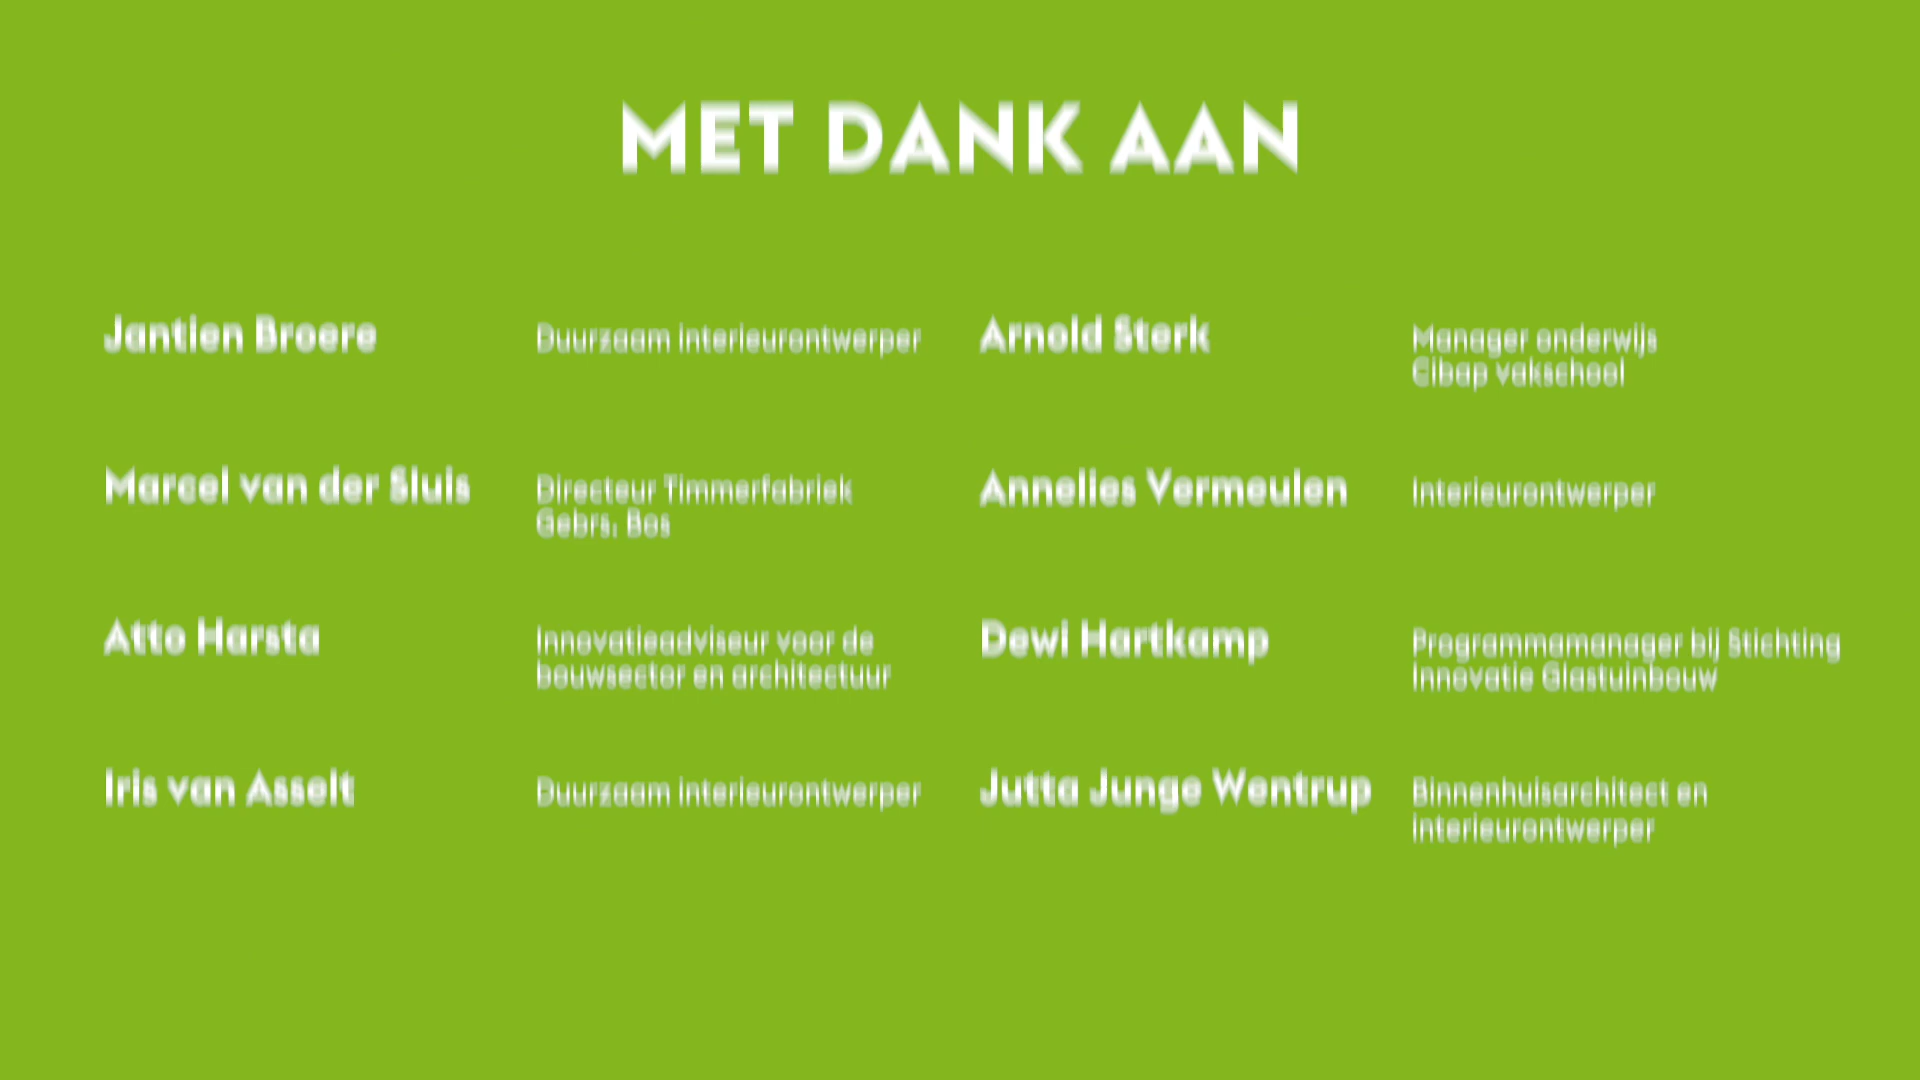 MET DANK AAN
Jantien Broere
Duurzaam interieurontwerper
Marcel van der Sluis
Directeur Timmerfabriek
Gebrs. Bos
Atto Harsta
Innovatieadviseur voor de
bouwsector en architectuur
Iris van Asselt
Duurzaam interieurontwerper
Arnold Sterk
Manager onderwijs
Cibap vakschool
Annelies Vermeulen
Interieurontwerper
Dewi Hartkamp
Programmamanager bij Stichting
Innovatie Glastuinbouw
Jutta Junge Wentrup
Binnenhuisarchitect en
interieurontwerper